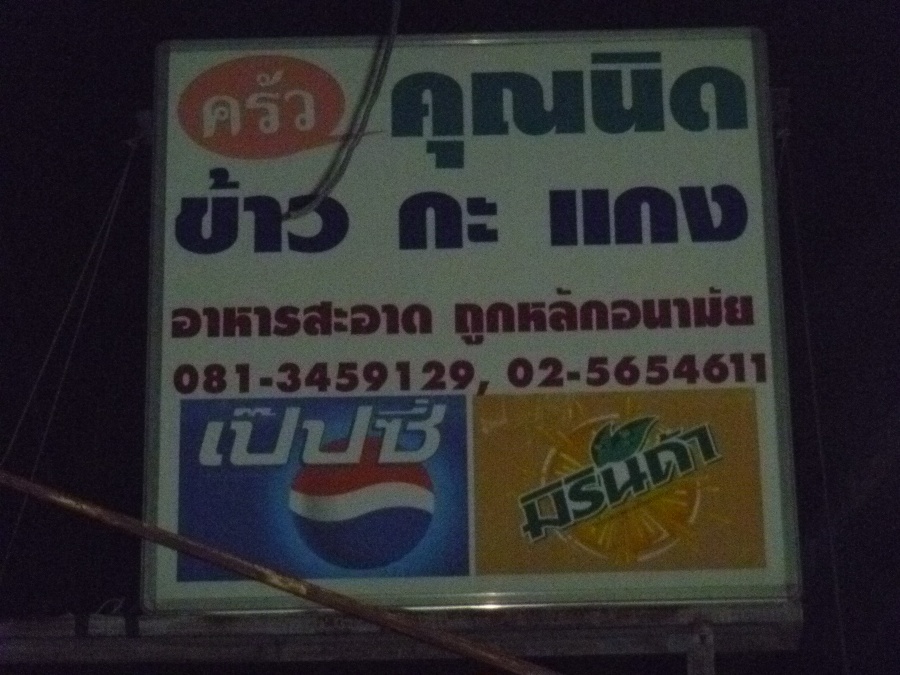 ครัว คุณนิด
ข้าว กะ แกง
อาหารสะอาด ถูกหลักอนามัย
081-3459129, 02-5654611
เป๊ปซี่ มิรินด้า